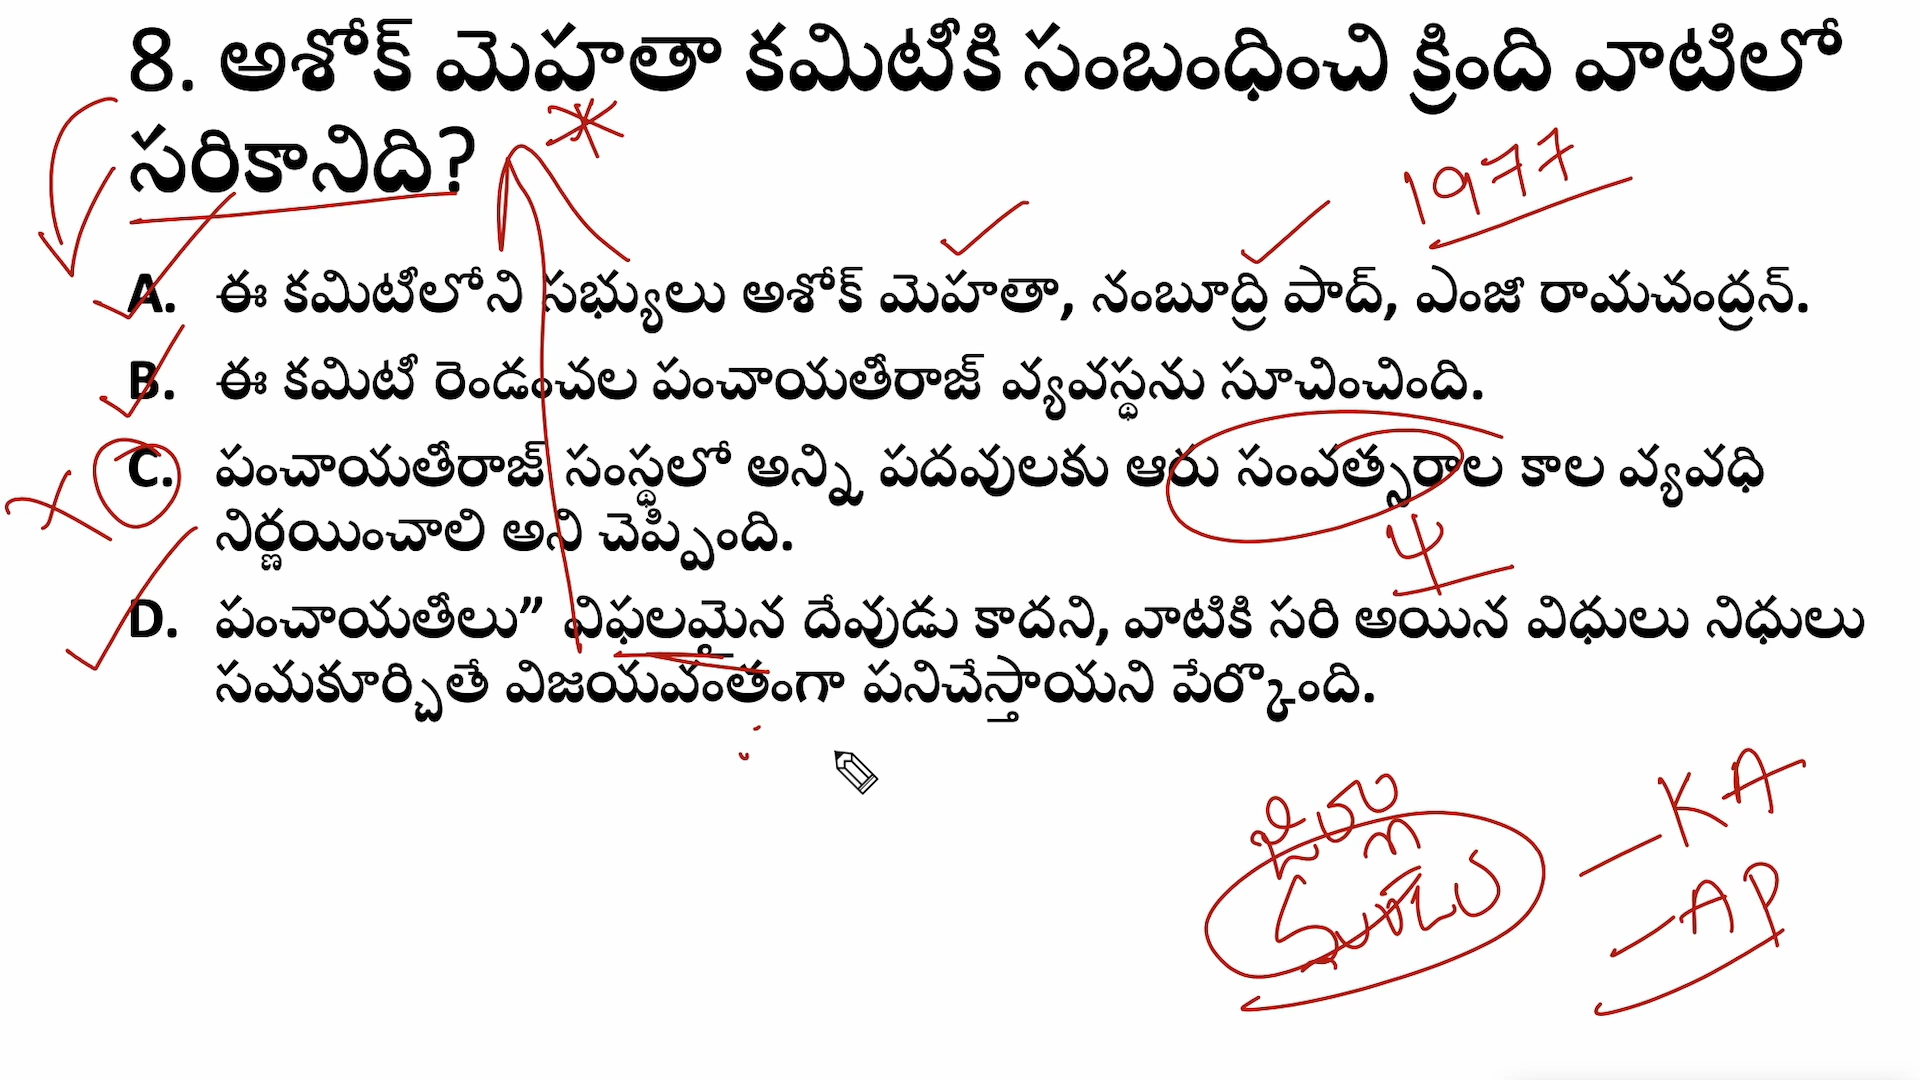 8. అశోక్ మెహతా కమిటీకి సంబంధించి క్రింది వాటిలో
సరికానిది?
1977
A. ఈ కమిటీలోని సభ్యులు అశోక్ మెహతా, నంబూద్రి పాద్, ఎంజీ రామచంద్రన్.
B. ఈ కమిటీ రెండంచల పంచాయతీరాజ్ వ్యవస్థను సూచించింది.
C. పంచాయతీరాజ్ సంస్థలో అన్ని పదవులకు ఆరు సంవత్సరాల కాల వ్యవధి
నిర్ణయించాలి అని చెప్పింది.
4
D. పంచాయతీలు” విఫలమైన దేవుడు కాదని, వాటికి సరి అయిన విధులు నిధులు
సమకూర్చితే విజయవంతంగా పనిచేస్తాయని పేర్కొంది.
KA
AP